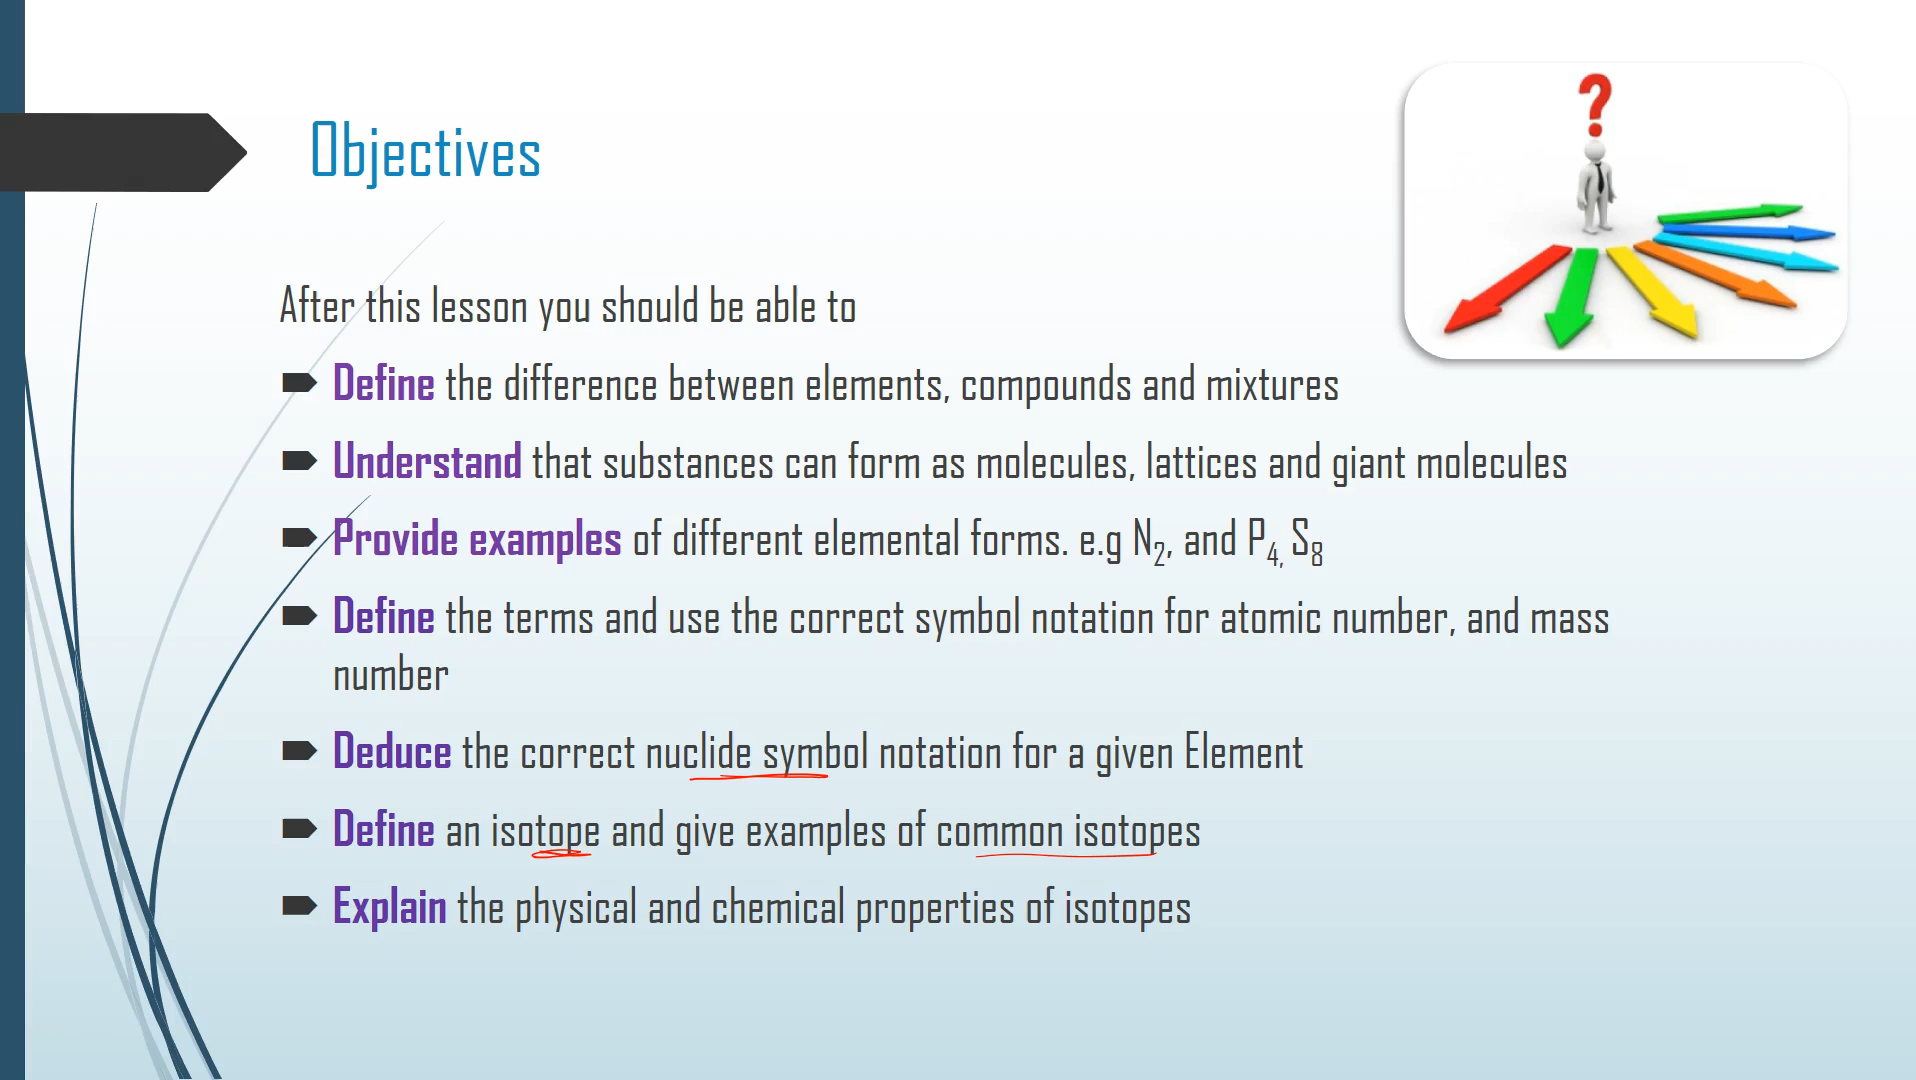 ?
Objectives
After this lesson you should be able to
Define the difference between elements, compounds and mixtures
Understand that substances can form as molecules, lattices and giant molecules
Provide examples of different elemental forms. e.g N2, and P4, S8
Define the terms and use the correct symbol notation for atomic number, and mass
number
Deduce the correct nuclide symbol notation for a given Element
Define an isotope and give examples of common isotopes
Explain the physical and chemical properties of isotopes